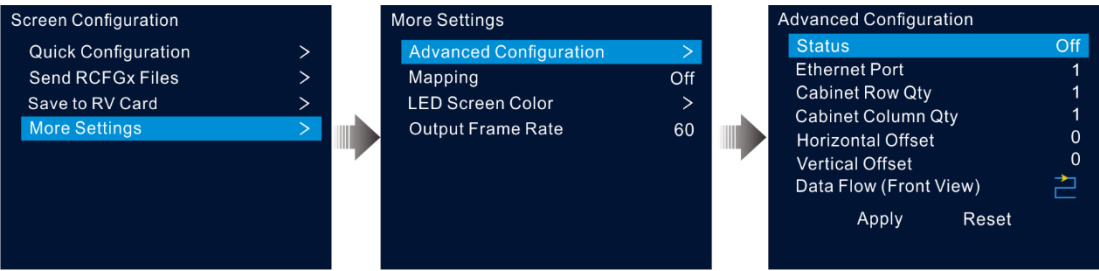 Screen Configuration
Quick Configuration >
Send RCFGx Files >
Save to RV Card >
More Settings >
More Settings
Advanced Configuration >
Mapping Off
LED Screen Color >
Output Frame Rate 60
Advanced Configuration
Status Off
Ethernet Port 1
Cabinet Row Qty 1
Cabinet Column Qty 1
Horizontal Offset 0
Vertical Offset 0
Data Flow (Front View)
Apply Reset